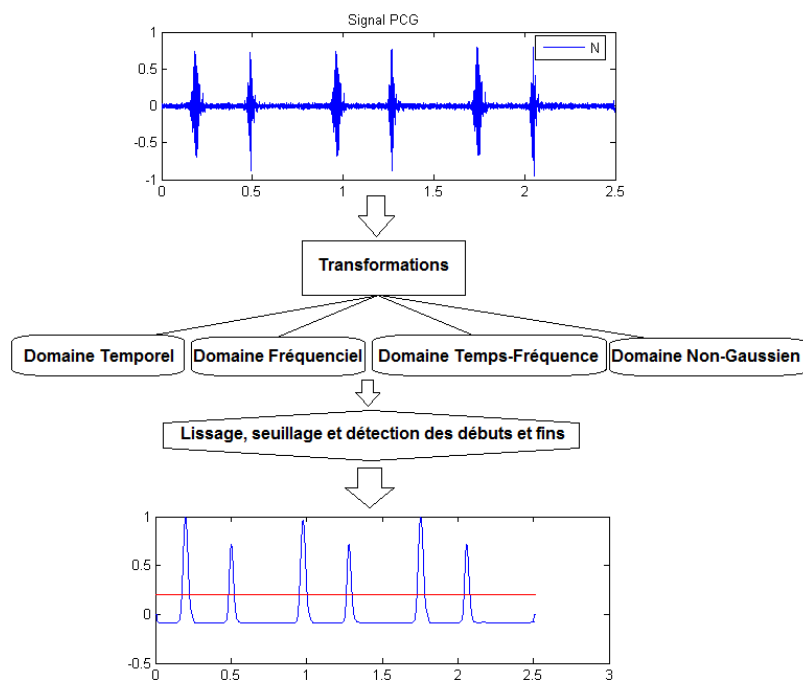 Signal PCG
N
1
0.5
0
-0.5
-1
0 0.5 1 1.5 2 2.5
Transformations
Domaine Temporel Domaine Fréquenciel Domaine Temps-Fréquence Domaine Non-Gaussien
Lissage, seuillage et détection des débuts et fins
1
0.5
0
-0.5
0 0.5 1 1.5 2 2.5 3